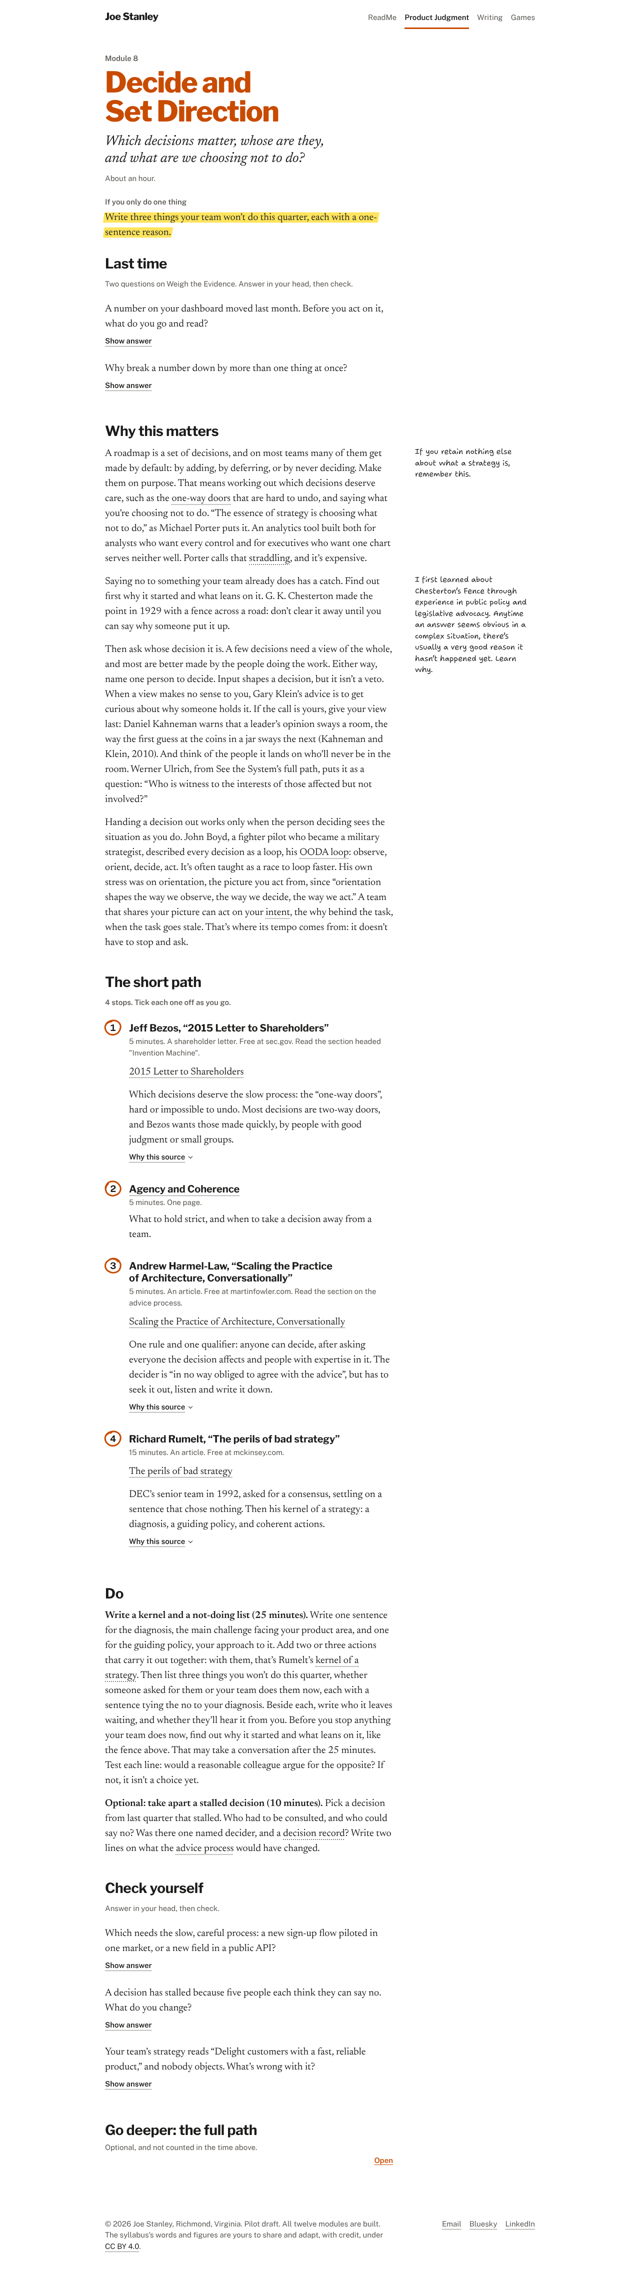 Joe Stanley
ReadMe Product Judgment Writing Games
Module 8
Decide and
Set Direction
Which decisions matter, whose are they,
and what are we choosing not to do?
About an hour.
If you only do one thing
Write three things your team won't do this quarter, each with a one-
sentence reason.
Last time
Two questions on Weigh the Evidence. Answer in your head, then check.
A number on your dashboard moved last month. Before you act on it,
what do you go and read?
Show answer
Why break a number down by more than one thing at once?
Show answer
Why this matters
A roadmap is a set of decisions, and on most teams many of them get
made by default: by adding, by deferring, or by never deciding. Make
them on purpose. That means working out which decisions deserve
care, such as the one-way doors that are hard to undo, and saying what
you're choosing not to do. “The essence of strategy is choosing what
not to do,” as Michael Porter puts it. An analytics tool built both for
analysts who want every control and for executives who want one chart
serves neither well. Porter calls that straddling, and it's expensive.
If you retain nothing else
about what a strategy is,
remember this.
Saying no to something your team already does has a catch. Find out
first why it started and what leans on it. G. K. Chesterton made the
point in 1929 with a fence across a road: don't clear it away until you
can say why someone put it up.
I first learned about
Chesterton's Fence through
experience in public policy and
legislative advocacy. Anytime
an answer seems obvious in a
complex situation, there's
usually a very good reason it
hasn't happened yet. Learn
why.
Then ask whose decision it is. A few decisions need a view of the whole,
and most are better made by the people doing the work. Either way,
name one person to decide. Input shapes a decision, but it isn't a veto.
When a view makes no sense to you, Gary Klein's advice is to get
curious about why someone holds it. If the call is yours, give your view
last: Daniel Kahneman warns that a leader's opinion sways a room, the
way the first guess at the coins in a jar sways the next (Kahneman and
Klein, 2010). And think of the people it lands on who'll never be in the
room. Werner Ulrich, from See the System's full path, puts it as a
question: “Who is witness to the interests of those affected but not
involved?”
Handing a decision out works only when the person deciding sees the
situation as you do. John Boyd, a fighter pilot who became a military
strategist, described every decision as a loop, his OODA loop: observe,
orient, decide, act. It's often taught as a race to loop faster. His own
stress was on orientation, the picture you act from, since “orientation
shapes the way we observe, the way we decide, the way we act.” A team
that shares your picture can act on your intent, the why behind the task,
when the task goes stale. That's where its tempo comes from: it doesn't
have to stop and ask.
The short path
4 stops. Tick each one off as you go.
1 Jeff Bezos, “2015 Letter to Shareholders”
5 minutes. A shareholder letter. Free at sec.gov. Read the section headed
"Invention Machine".
2015 Letter to Shareholders
Which decisions deserve the slow process: the “one-way doors”,
hard or impossible to undo. Most decisions are two-way doors,
and Bezos wants those made quickly, by people with good
judgment or small groups.
Why this source
2 Agency and Coherence
5 minutes. One page.
What to hold strict, and when to take a decision away from a
team.
3 Andrew Harmel-Law, “Scaling the Practice
of Architecture, Conversationally”
5 minutes. An article. Free at martinfowler.com. Read the section on the
advice process.
Scaling the Practice of Architecture, Conversationally
One rule and one qualifier: anyone can decide, after asking
everyone the decision affects and people with expertise in it. The
decider is “in no way obliged to agree with the advice”, but has to
seek it out, listen and write it down.
Why this source
4 Richard Rumelt, “The perils of bad strategy”
15 minutes. An article. Free at mckinsey.com.
The perils of bad strategy
DEC's senior team in 1992, asked for a consensus, settling on a
sentence that chose nothing. Then his kernel of a strategy: a
diagnosis, a guiding policy, and coherent actions.
Why this source
Do
Write a kernel and a not-doing list (25 minutes). Write one sentence
for the diagnosis, the main challenge facing your product area, and one
for the guiding policy, your approach to it. Add two or three actions
that carry it out together: with them, that's Rumelt's kernel of a
strategy. Then list three things you won't do this quarter, whether
someone asked for them or your team does them now, each with a
sentence tying the no to your diagnosis. Beside each, write who it leaves
waiting, and whether they'll hear it from you. Before you stop anything
your team does now, find out why it started and what leans on it, like
the fence above. That may take a conversation after the 25 minutes.
Test each line: would a reasonable colleague argue for the opposite? If
not, it isn't a choice yet.
Optional: take apart a stalled decision (10 minutes). Pick a decision
from last quarter that stalled. Who had to be consulted, and who could
say no? Was there one named decider, and a decision record? Write two
lines on what the advice process would have changed.
Check yourself
Answer in your head, then check.
Which needs the slow, careful process: a new sign-up flow piloted in
one market, or a new field in a public API?
Show answer
A decision has stalled because five people each think they can say no.
What do you change?
Show answer
Your team's strategy reads “Delight customers with a fast, reliable
product,” and nobody objects. What's wrong with it?
Show answer
Go deeper: the full path
Optional, and not counted in the time above.
Open
© 2026 Joe Stanley, Richmond, Virginia. Pilot draft. All twelve modules are built.
The syllabus's words and figures are yours to share and adapt, with credit, under
CC BY 4.0.
Email Bluesky LinkedIn